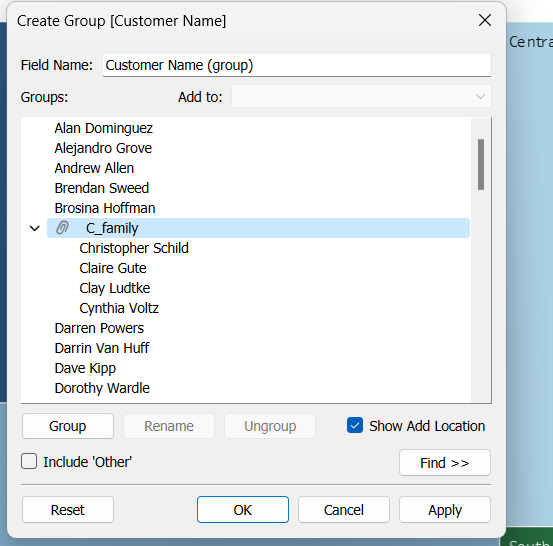 Create Group [Customer Name]
Centra
Field Name: Customer Name (group)
Groups: Add to:
Alan Dominguez
Alejandro Grove
Andrew Allen
Brendan Sweed
Brosina Hoffman
C_family
Christopher Schild
Claire Gute
Clay Ludtke
Cynthia Voltz
Darren Powers
Darrin Van Huff
Dave Kipp
Dorothy Wardle
Group Rename Ungroup Show Add Location
Include 'Other' Find >>
Reset OK Cancel Apply
South